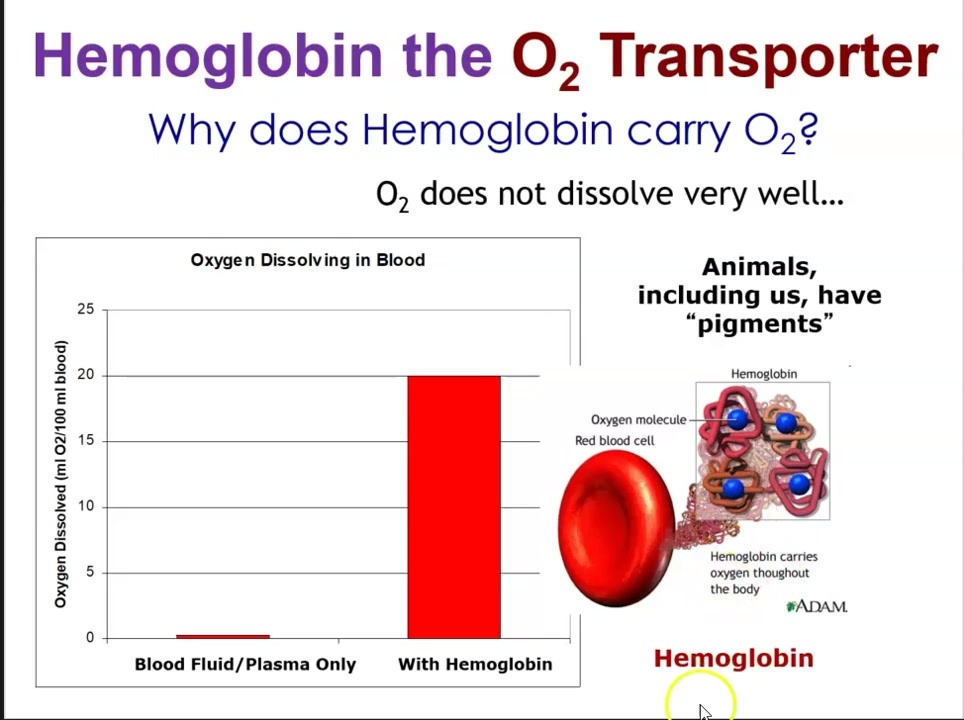 Hemoglobin the O₂ Transporter
Why does Hemoglobin carry O₂?
O₂ does not dissolve very well...
Oxygen Dissolving in Blood
Oxygen Dissolved (ml O2/100 ml blood)
25
20
15
10
5
0
Blood Fluid/Plasma Only
With Hemoglobin
Animals,
including us, have
“pigments”
Hemoglobin
Oxygen molecule
Red blood cell
Hemoglobin carries
oxygen thoughout
the body
ADAM.
Hemoglobin